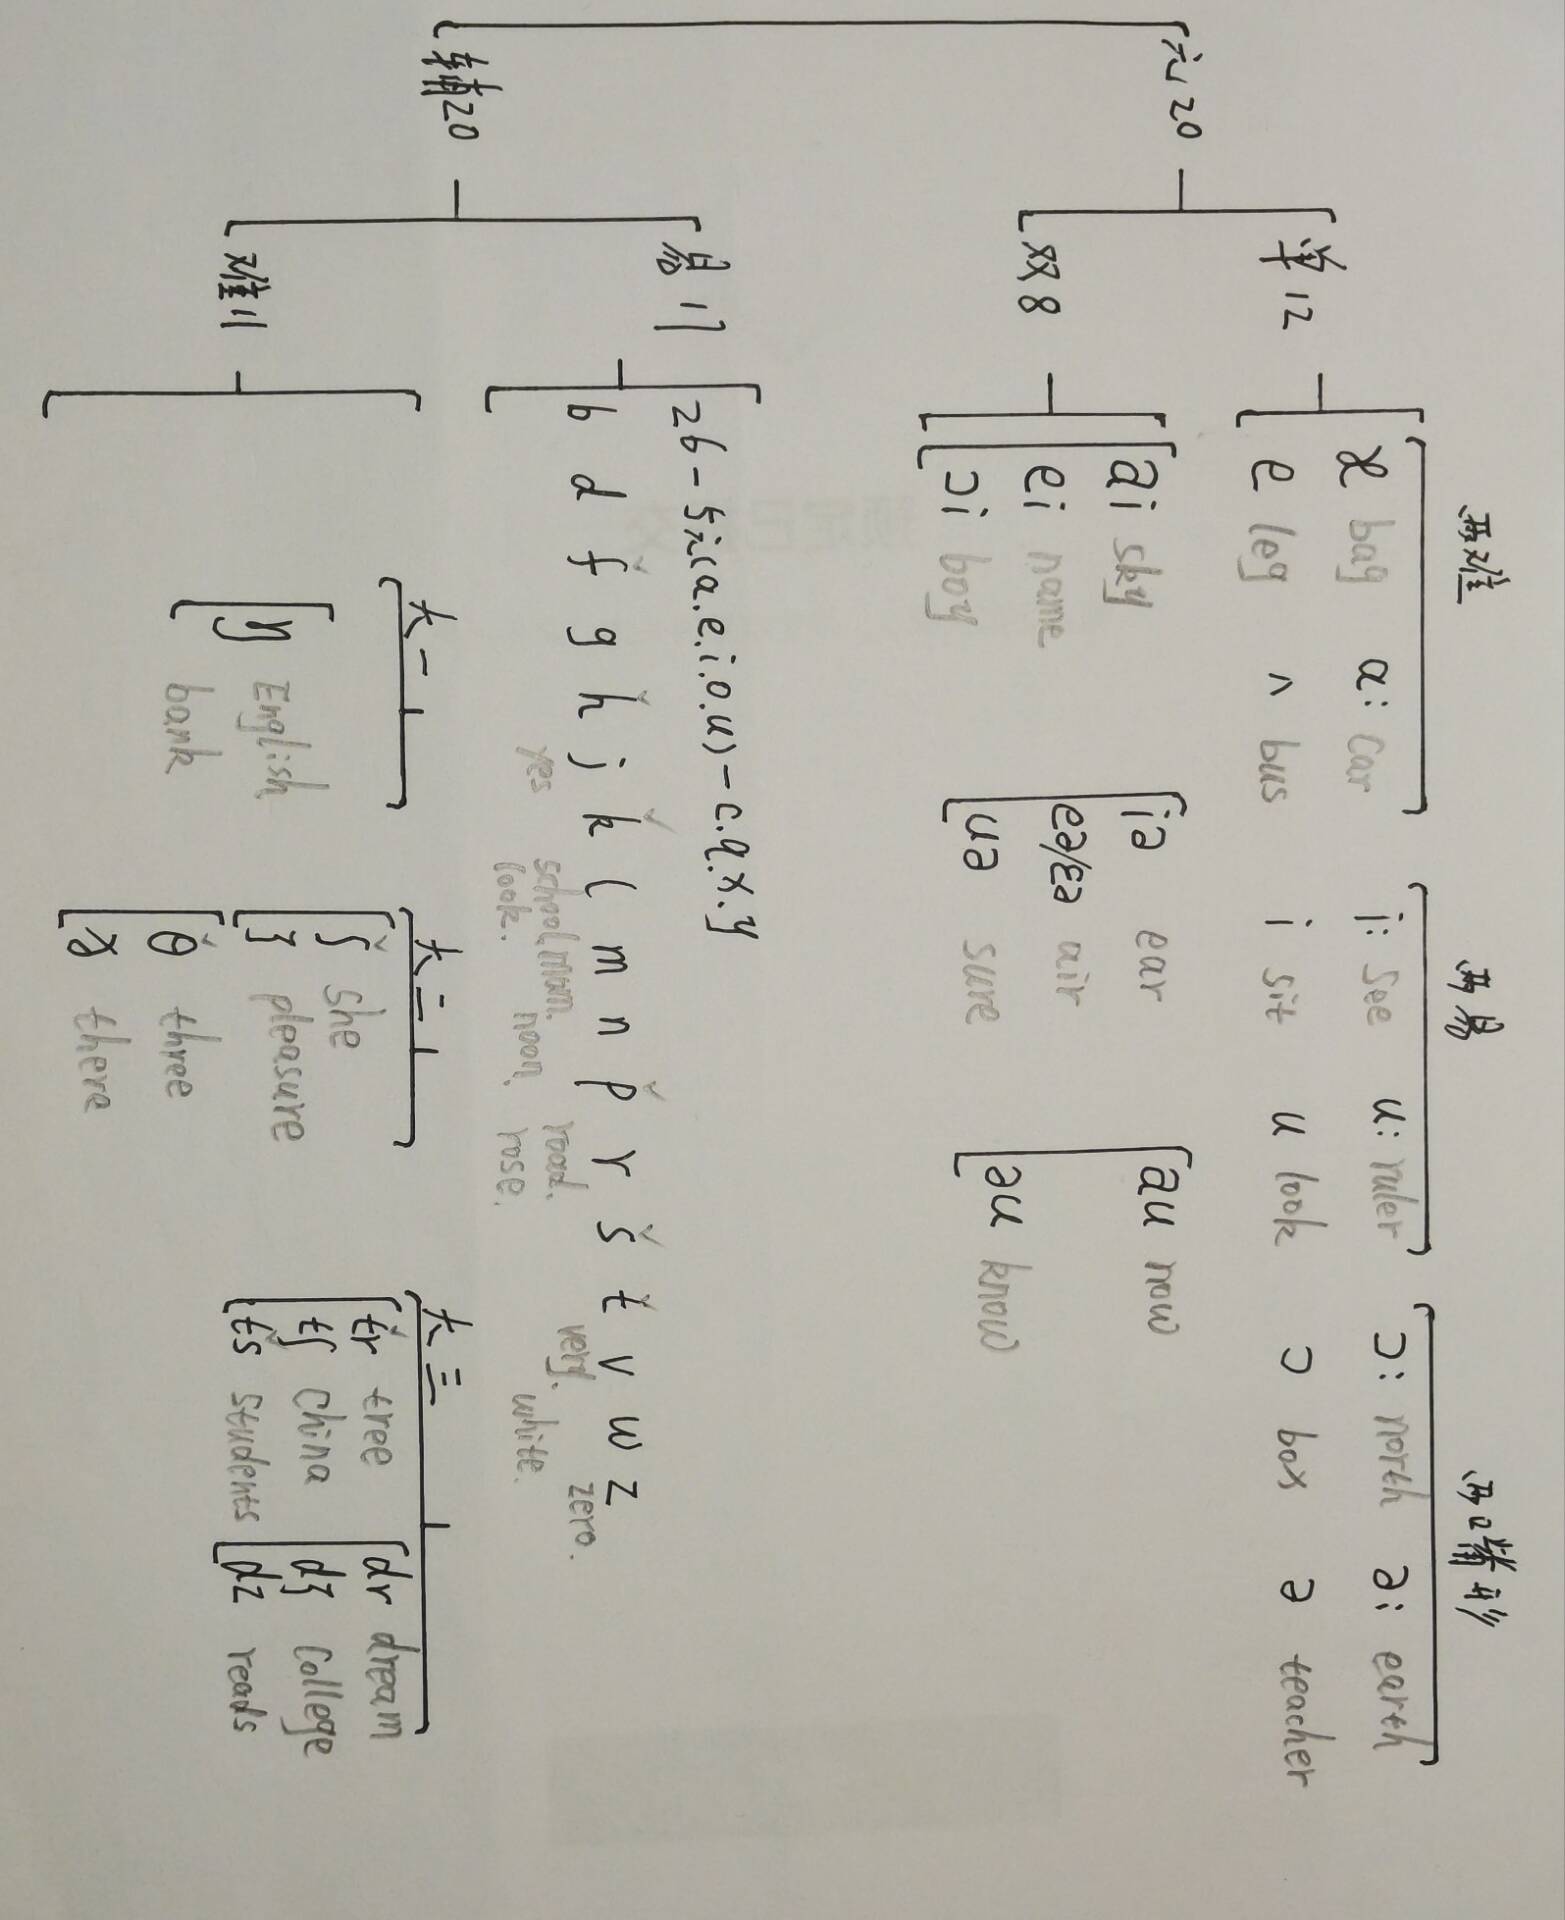 两难 两易 两口嘴形
æ bag ɑ: car i: see u: ruler ɔ: north ə: earth
单12
e leg ʌ bus i sit u look ɔ box ə teacher
元20
ai sky iə ear au now
双8
ei name eə/ɛə air
ɔi boy uə sure əu know
易17
26-5元(a.e.i.o.u)-c.q.x.y
b d f̌ g ȟ j ǩ l m n p̌ r š ť v w z
yes school. mom. noon. road. very. white. zero.
look. rose.
辅20
大一 大二 大三
难11
ŋ English
bank
ʃ̌ she
ʒ pleasure
θ̌ three
ð there
ťr tree dr dream
tʃ̌ china dʒ college
ťs students dz reads